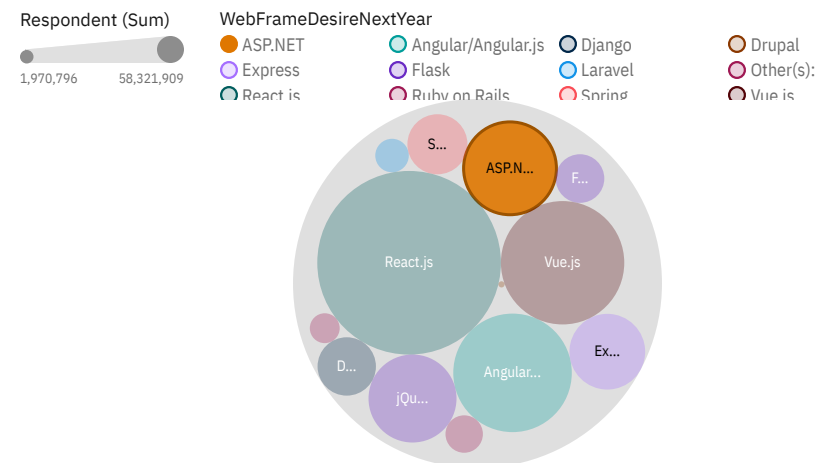 Respondent (Sum)
1,970,796 58,321,909
WebFrameDesireNextYear
ASP.NET Angular/Angular.js Django Drupal
Express Flask Laravel Other(s):
React.js Ruby on Rails Spring Vue.js
S...
ASP.N...
F...
React.js
Vue.js
Ex...
D...
Angular...
jQu...